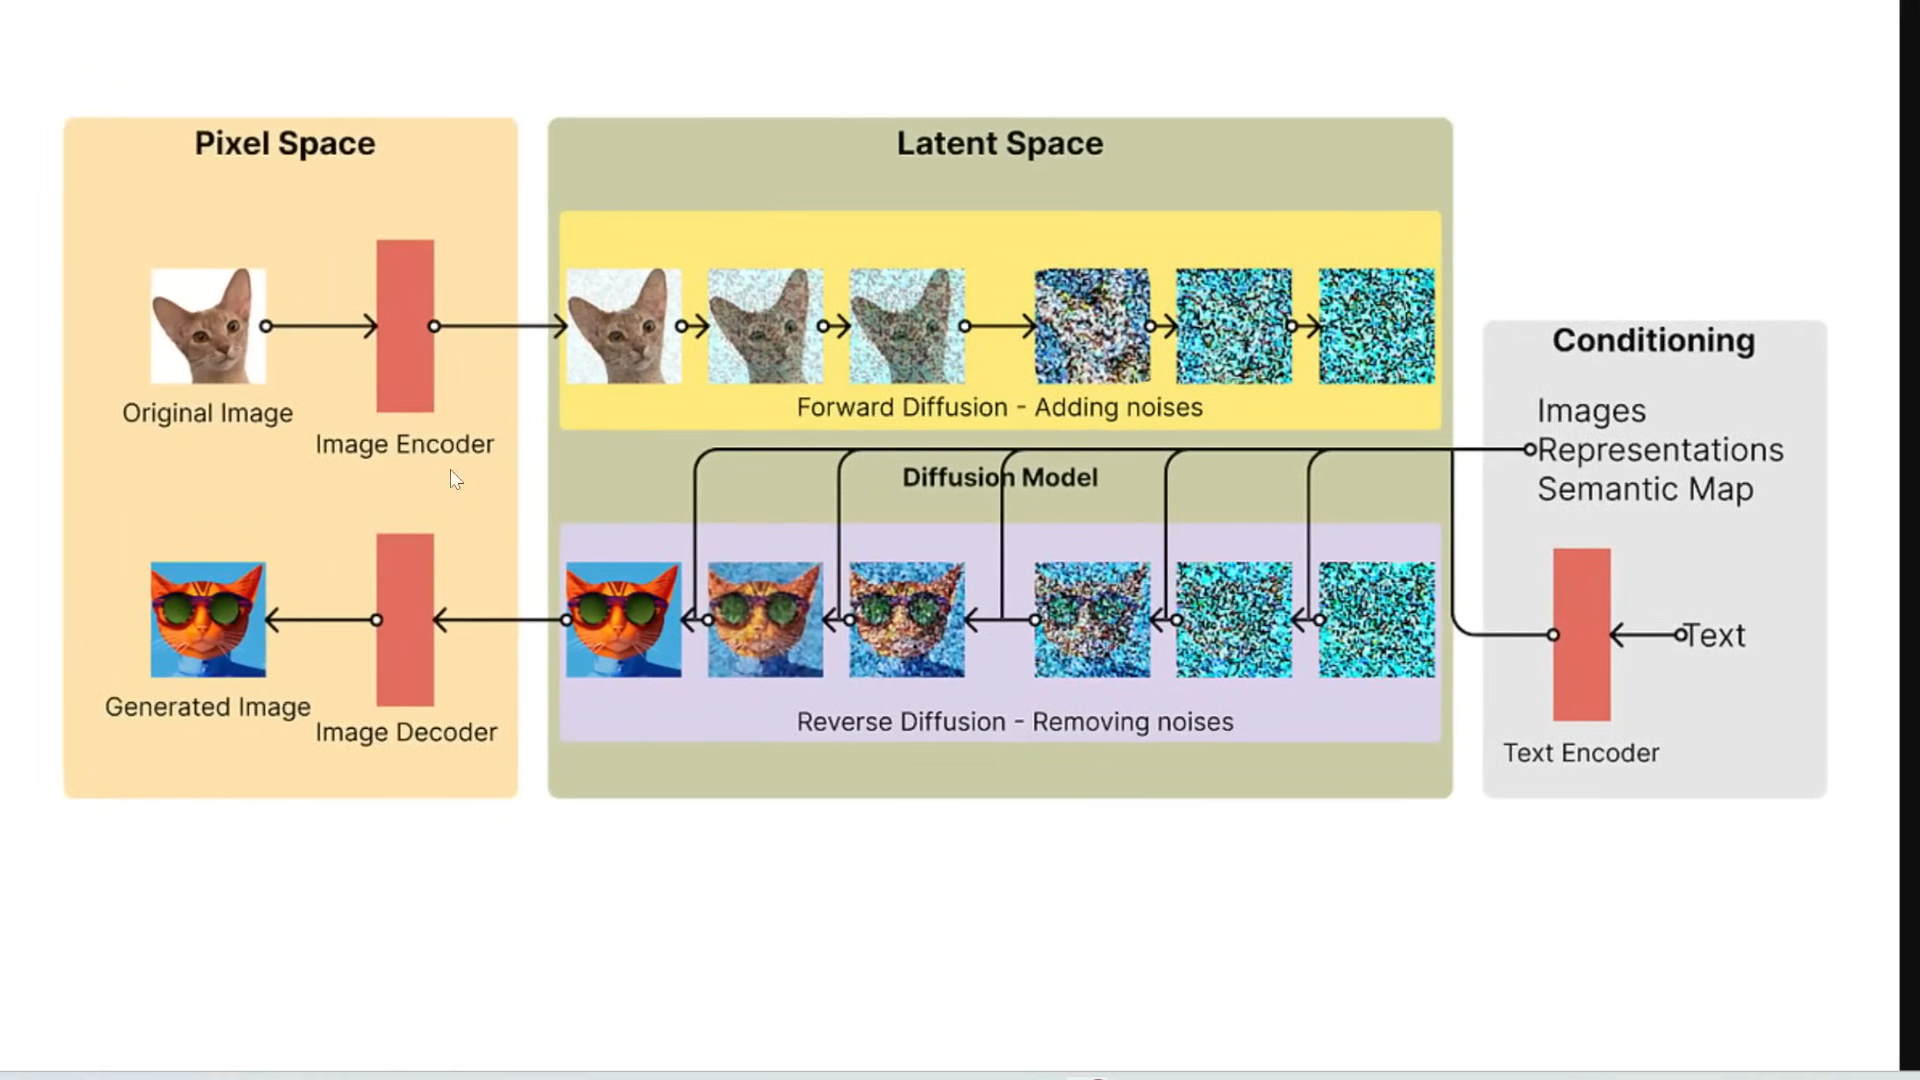 Pixel Space
Original Image
Image Encoder
Generated Image
Image Decoder
Latent Space
Forward Diffusion - Adding noises
Diffusion Model
Reverse Diffusion - Removing noises
Conditioning
Images
Representations
Semantic Map
Text
Text Encoder